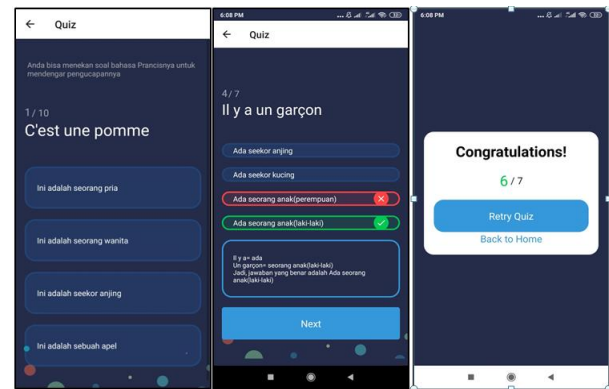 Quiz
Anda bisa menekan soal bahasa Prancisnya untuk
mendengar pengucapannya
1 / 10
C'est une pomme
Ini adalah seorang pria
Ini adalah seorang wanita
Ini adalah seekor anjing
Ini adalah sebuah apel
6:08 PM
Quiz
4/7
Il y a un garçon
Ada seekor anjing
Ada seekor kucing
Ada seorang anak(perempuan)
Ada seorang anak(laki-laki)
Il y a= ada
Un garçon= seorang anak(laki-laki)
Jadi, jawaban yang benar adalah Ada seorang
anak(laki-laki)
Next
6:08 PM
Congratulations!
6 / 7
Retry Quiz
Back to Home